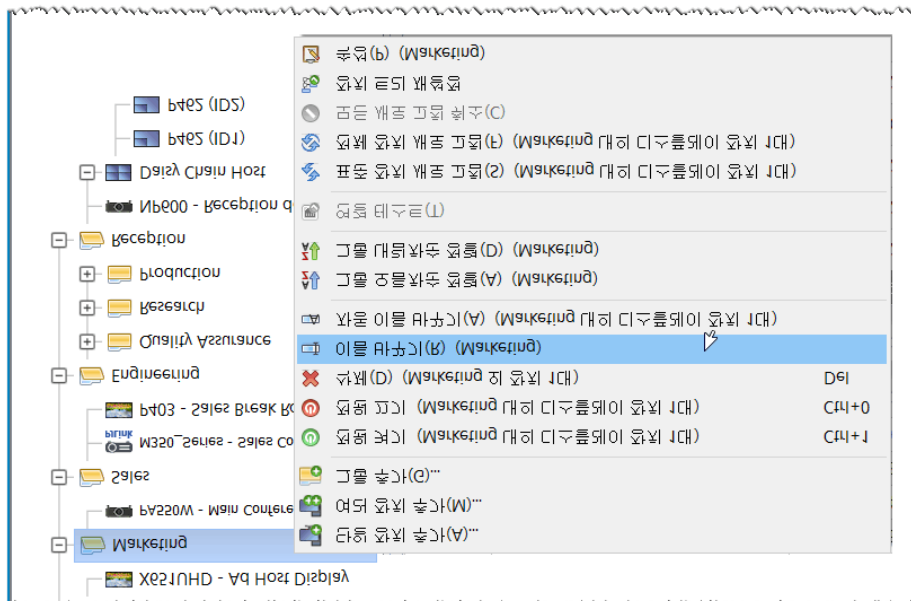 X651UHD - Ad Host Display
Marketing
PA550W - Main Confere
Sales
PJLink
M350_Series - Sales Co
P403 - Sales Break Ro
Engineering
Quality Assurance
Research
Production
Reception
NP600 - Reception d
Daisy Chain Host
P462 (ID1)
P462 (ID2)
단일 장치 추가(A)...
여러 장치 추가(M)...
그룹 추가(G)...
전원 켜기 (Marketing 내의 디스플레이 장치 1대) Ctrl+1
전원 끄기 (Marketing 내의 디스플레이 장치 1대) Ctrl+0
삭제(D) (Marketing 외 장치 1대) Del
이름 바꾸기(R) (Marketing)
자동 이름 바꾸기(A) (Marketing 내의 디스플레이 장치 1대)
그룹 오름차순 정렬(A) (Marketing)
그룹 내림차순 정렬(D) (Marketing)
연결 테스트(T)
표준 장치 새로 고침(S) (Marketing 내의 디스플레이 장치 1대)
전체 장치 새로 고침(F) (Marketing 내의 디스플레이 장치 1대)
모든 새로 고침 취소(C)
장치 트리 재설정
속성(P) (Marketing)